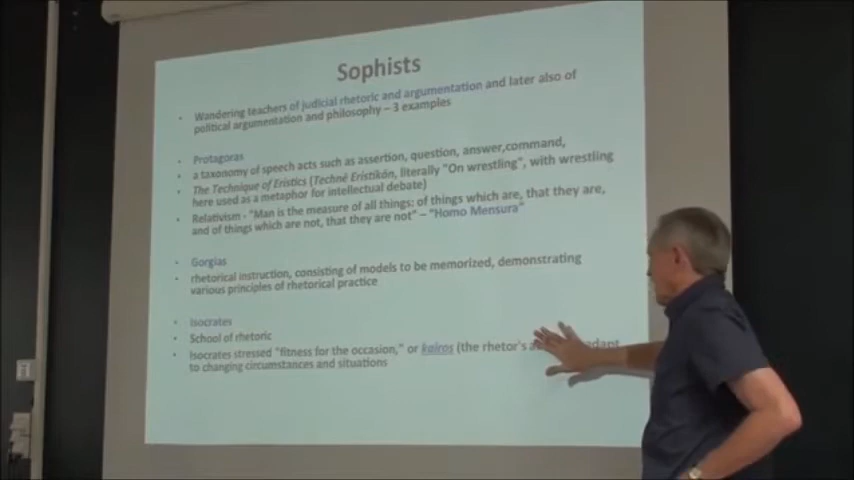 Sophists
• Wandering teachers of judicial rhetoric and argumentation and later also of
political argumentation and philosophy – 3 examples
• Protagoras
• a taxonomy of speech acts such as assertion, question, answer,command,
• The Technique of Eristics (Technē Eristikōn, literally "On wrestling", with wrestling
here used as a metaphor for intellectual debate)
• Relativism - "Man is the measure of all things: of things which are, that they are,
and of things which are not, that they are not" – "Homo Mensura"
• Gorgias
• rhetorical instruction, consisting of models to be memorized, demonstrating
various principles of rhetorical practice
• Isocrates
• School of rhetoric
• Isocrates stressed "fitness for the occasion," or kairos (the rhetor's adapt
to changing circumstances and situations